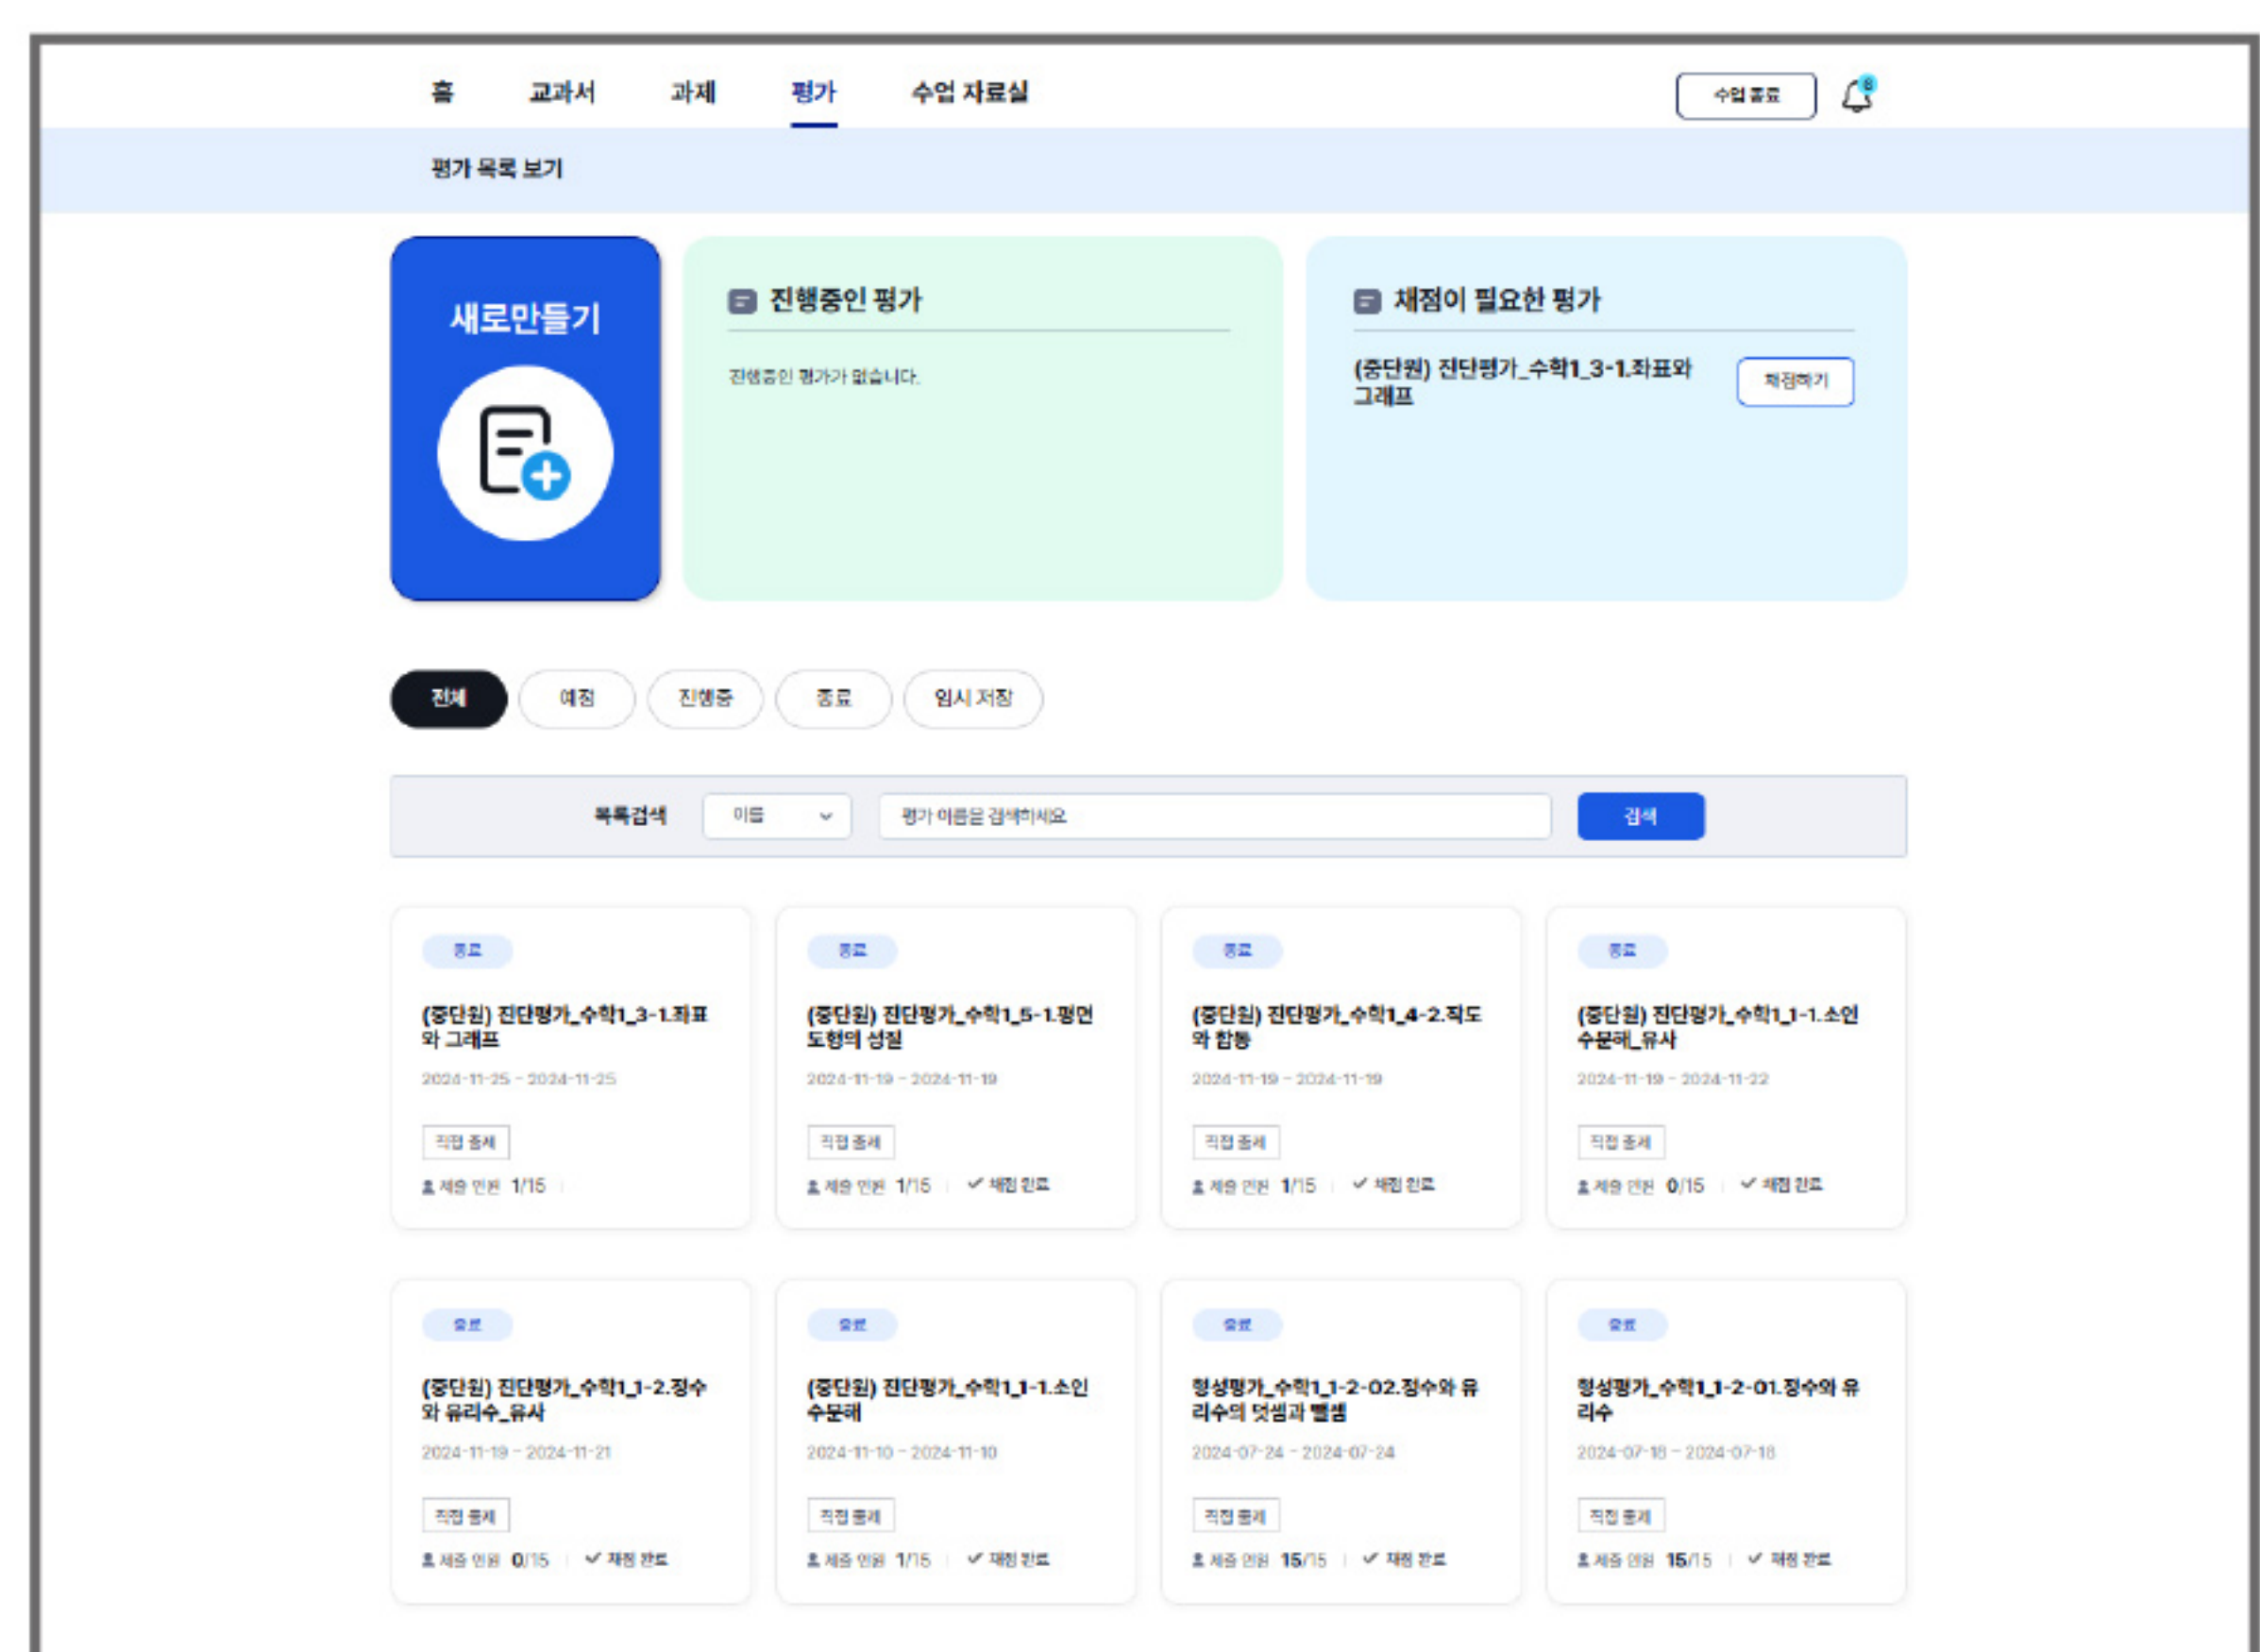 홈 교과서 과제 평가 수업 자료실 수업 종료 8
평가 목록 보기
새로만들기
진행중인 평가
진행중인 평가가 없습니다.
채점이 필요한 평가
(중단원) 진단평가_수학1_3-1.좌표와
그래프
채점하기
전체 예정 진행중 종료 임시 저장
목록검색 이름 평가 이름을 검색하세요 검색
종료
(중단원) 진단평가_수학1_3-1.좌표
와 그래프
2024-11-25 ~ 2024-11-25
직접 출제
제출 인원 1/15
종료
(중단원) 진단평가_수학1_5-1.평면
도형의 성질
2024-11-19 ~ 2024-11-19
직접 출제
제출 인원 1/15 채점 완료
종료
(중단원) 진단평가_수학1_4-2.작도
와 합동
2024-11-19 ~ 2024-11-19
직접 출제
제출 인원 1/15 채점 완료
종료
(중단원) 진단평가_수학1_1-1.소인
수분해_유사
2024-11-19 ~ 2024-11-22
직접 출제
제출 인원 0/15 채점 완료
종료
(중단원) 진단평가_수학1_1-2.정수
와 유리수_유사
2024-11-19 ~ 2024-11-21
직접 출제
제출 인원 0/15 채점 완료
종료
(중단원) 진단평가_수학1_1-1.소인
수분해
2024-11-10 ~ 2024-11-10
직접 출제
제출 인원 1/15 채점 완료
종료
형성평가_수학1_1-2-02.정수와 유
리수의 덧셈과 뺄셈
2024-07-24 ~ 2024-07-24
직접 출제
제출 인원 15/15 채점 완료
종료
형성평가_수학1_1-2-01.정수와 유
리수
2024-07-18 ~ 2024-07-18
직접 출제
제출 인원 15/15 채점 완료